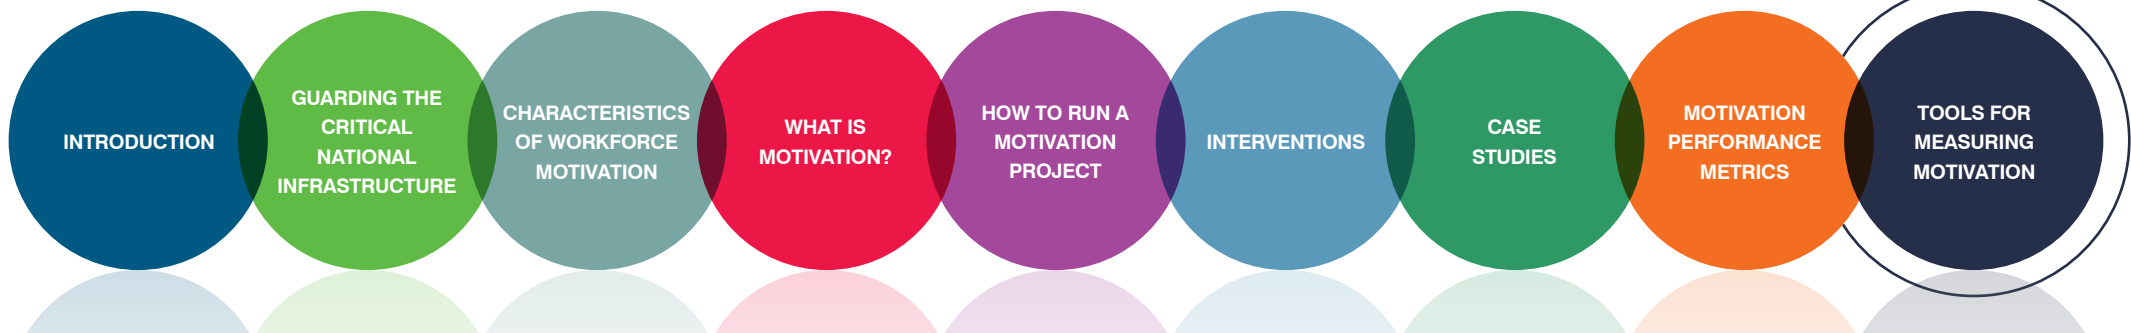 INTRODUCTION
GUARDING THE
CRITICAL
NATIONAL
INFRASTRUCTURE
CHARACTERISTICS
OF WORKFORCE
MOTIVATION
WHAT IS
MOTIVATION?
HOW TO RUN A
MOTIVATION
PROJECT
INTERVENTIONS
CASE
STUDIES
MOTIVATION
PERFORMANCE
METRICS
TOOLS FOR
MEASURING
MOTIVATION